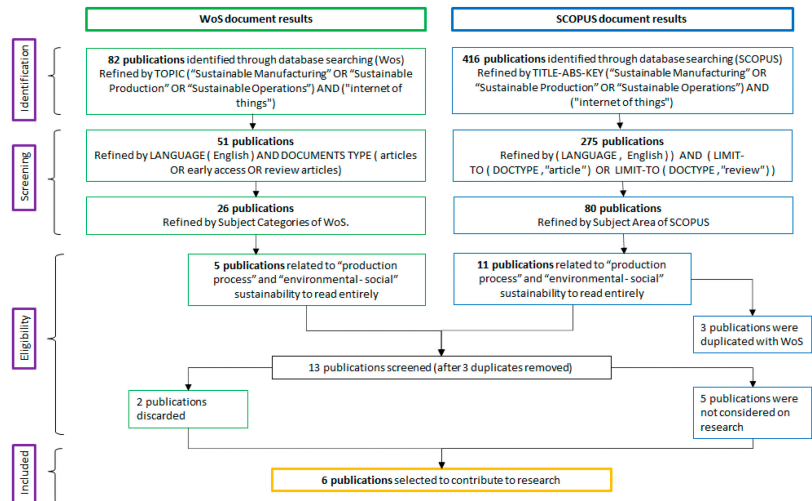 WoS document results
SCOPUS document results
Identification
82 publications identified through database searching (Wos)
Refined by TOPIC ("Sustainable Manufacturing" OR "Sustainable
Production" OR "Sustainable Operations") AND ("internet of
things")
416 publications identified through database searching (SCOPUS)
Refined by TITLE-ABS-KEY ("Sustainable Manufacturing" OR
"Sustainable Production" OR "Sustainable Operations") AND
("internet of things")
Screening
51 publications
Refined by LANGUAGE ( English ) AND DOCUMENTS TYPE ( articles
OR early access OR review articles)
275 publications
Refined by ( LANGUAGE , English ) ) AND ( LIMIT-
TO ( DOCTYPE ,"article") OR LIMIT-TO ( DOCTYPE ,"review") )
26 publications
Refined by Subject Categories of WoS.
80 publications
Refined by Subject Area of SCOPUS
Eligibility
5 publications related to "production
process" and "environmental - social"
sustainability to read entirely
11 publications related to "production
process" and "environmental - social"
sustainability to read entirely
3 publications were
duplicated with WoS
13 publications screened (after 3 duplicates removed)
2 publications
discarded
5 publications were
not considered on
research
Included
6 publications selected to contribute to research